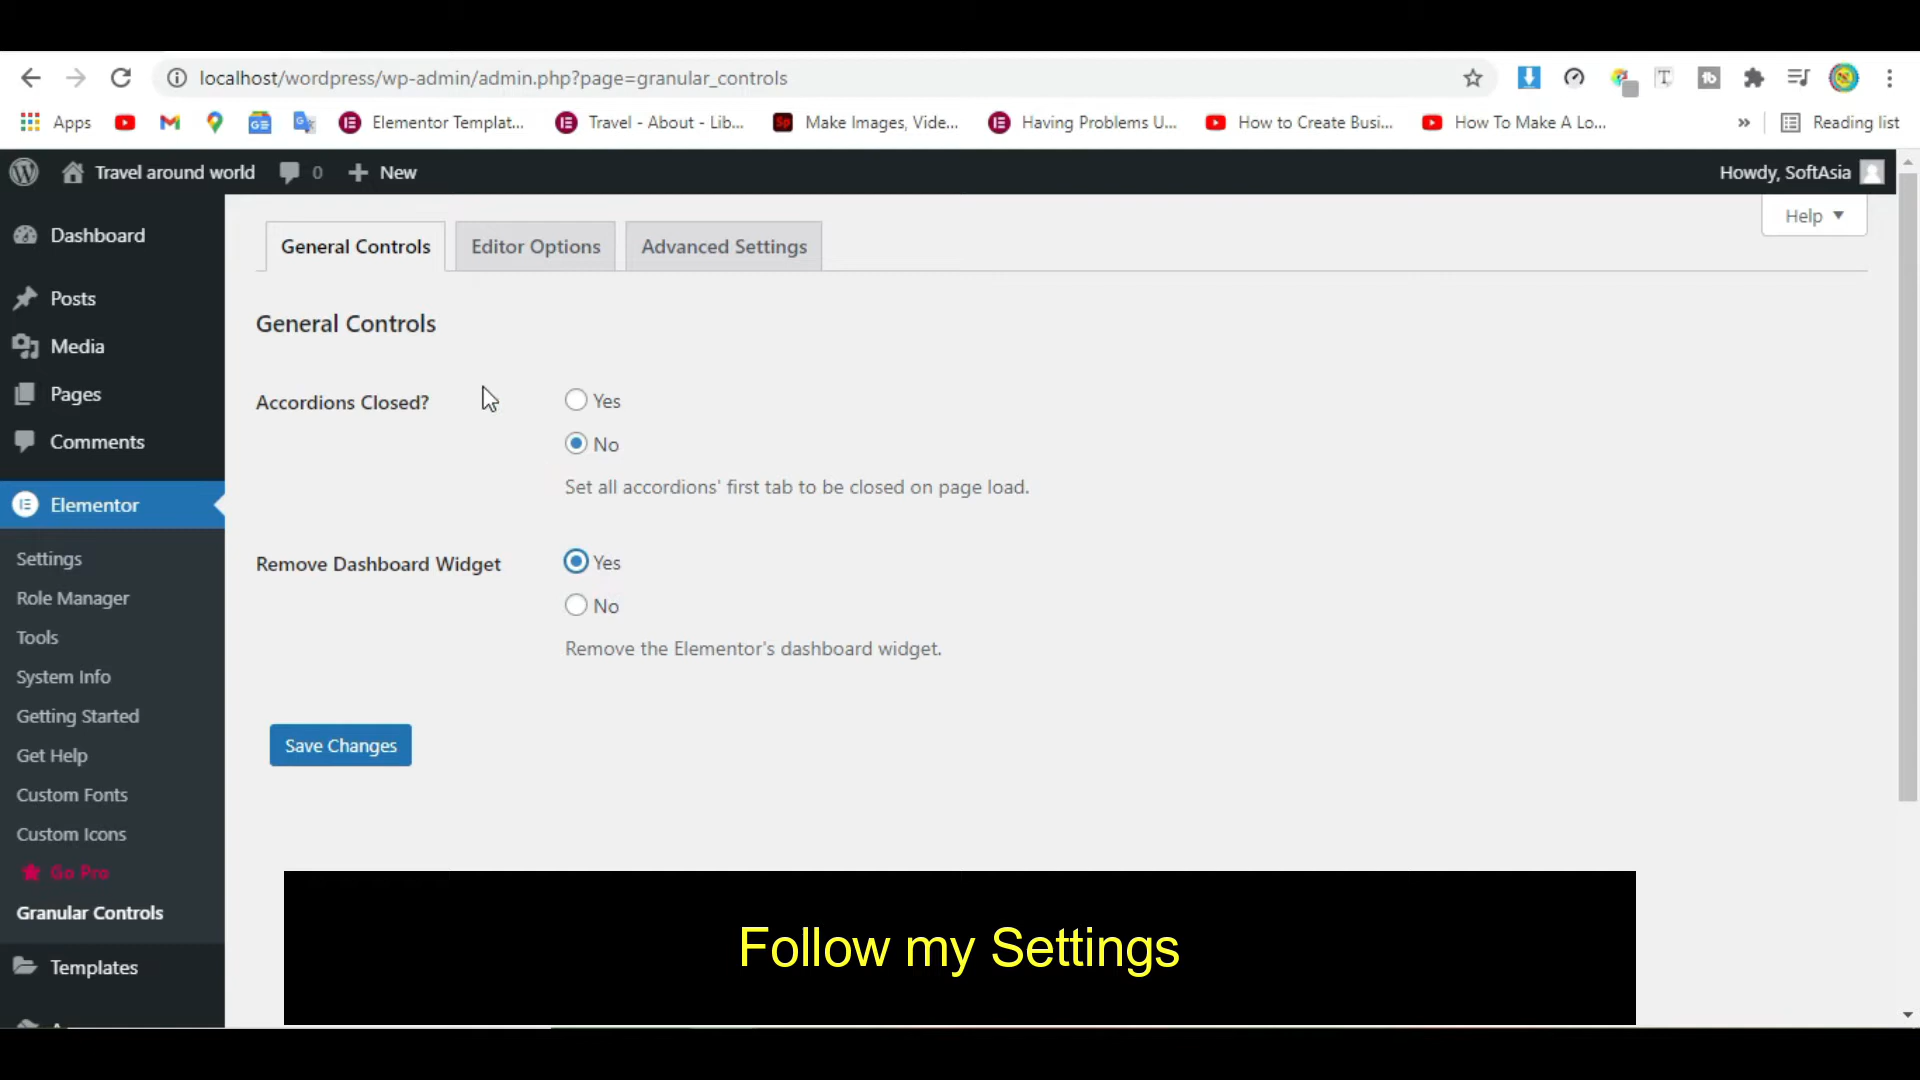 localhost/wordpress/wp-admin/admin.php?page=granular_controls
Apps
Elementor Templat...
Travel - About - Lib...
Make Images, Vide...
Having Problems U...
How to Create Busi...
How To Make A Lo...
»
Reading list
Travel around world
0
New
Howdy, SoftAsia
Help
Dashboard
Posts
Media
Pages
Comments
Elementor
Settings
Role Manager
Tools
System Info
Getting Started
Get Help
Custom Fonts
Custom Icons
Go Pro
Granular Controls
Templates
General Controls
Editor Options
Advanced Settings
General Controls
Accordions Closed?
Yes
No
Set all accordions' first tab to be closed on page load.
Remove Dashboard Widget
Yes
No
Remove the Elementor's dashboard widget.
Save Changes
Follow my Settings